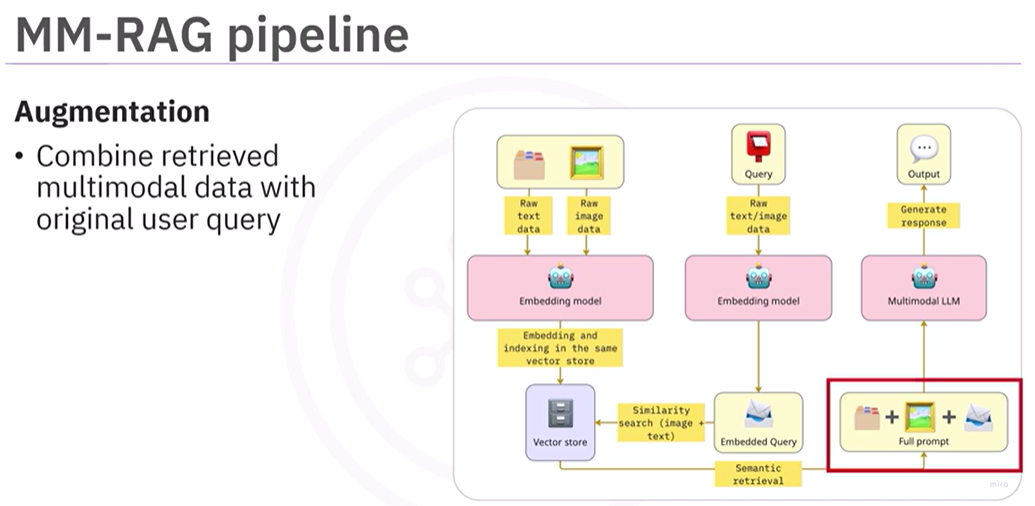 MM-RAG pipeline
Augmentation
• Combine retrieved
multimodal data with
original user query
Raw
text
data
Raw
image
data
Embedding model
Embedding and
indexing in the same
vector store
Vector store
Query
Raw
text/image
data
Embedding model
Similarity
search (image +
text)
Embedded Query
Semantic
retrieval
Output
Generate
response
Multimodal LLM
+ +
Full prompt
miro